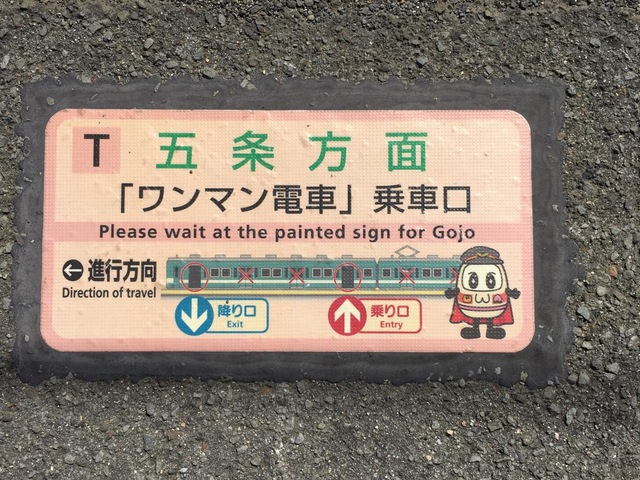 T 五条方面
「ワンマン電車」乗車口
Please wait at the painted sign for Gojo
← 進行方向
Direction of travel
降り口
Exit
乗り口
Entry